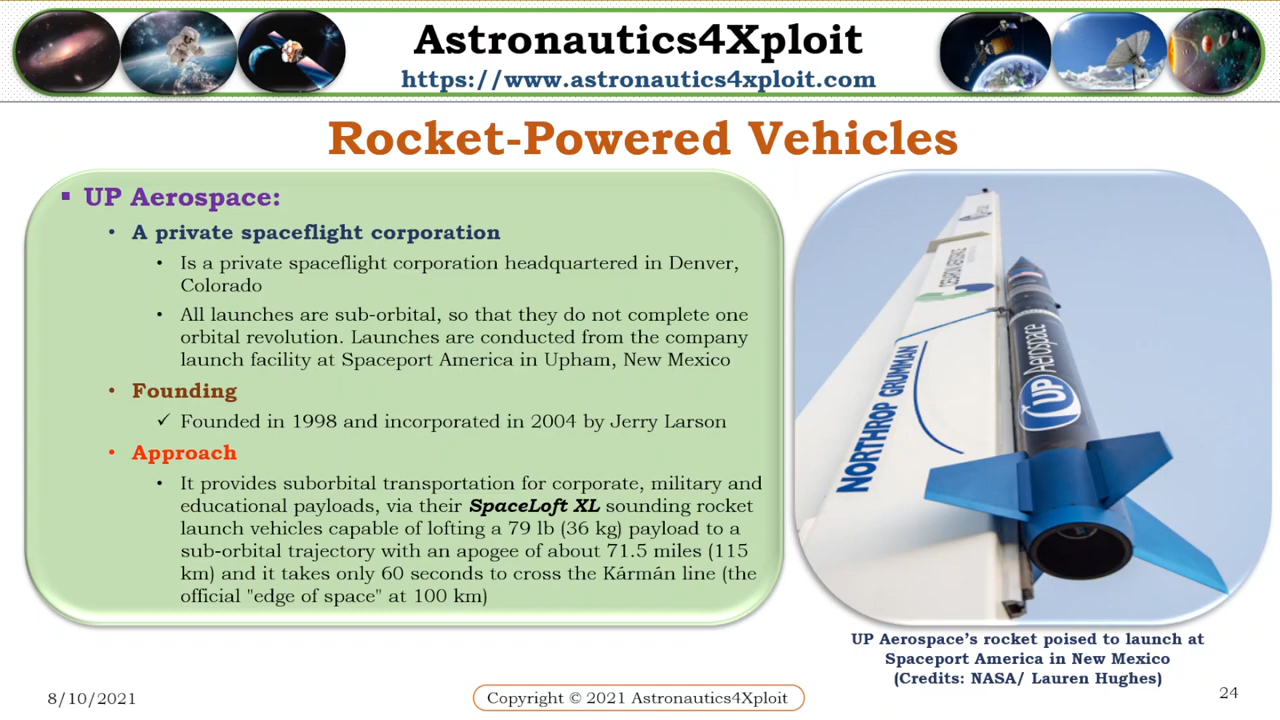 Astronautics4Xploit
https://www.astronautics4xploit.com
Rocket-Powered Vehicles
▪ UP Aerospace:
• A private spaceflight corporation
• Is a private spaceflight corporation headquartered in Denver,
Colorado
• All launches are sub-orbital, so that they do not complete one
orbital revolution. Launches are conducted from the company
launch facility at Spaceport America in Upham, New Mexico
• Founding
✓ Founded in 1998 and incorporated in 2004 by Jerry Larson
• Approach
• It provides suborbital transportation for corporate, military and
educational payloads, via their SpaceLoft XL sounding rocket
launch vehicles capable of lofting a 79 lb (36 kg) payload to a
sub-orbital trajectory with an apogee of about 71.5 miles (115
km) and it takes only 60 seconds to cross the Kármán line (the
official "edge of space" at 100 km)
NORTHROP GRUMMAN
UP Aerospace
UP Aerospace's rocket poised to launch at
Spaceport America in New Mexico
(Credits: NASA/ Lauren Hughes)
8/10/2021
Copyright © 2021 Astronautics4Xploit
24